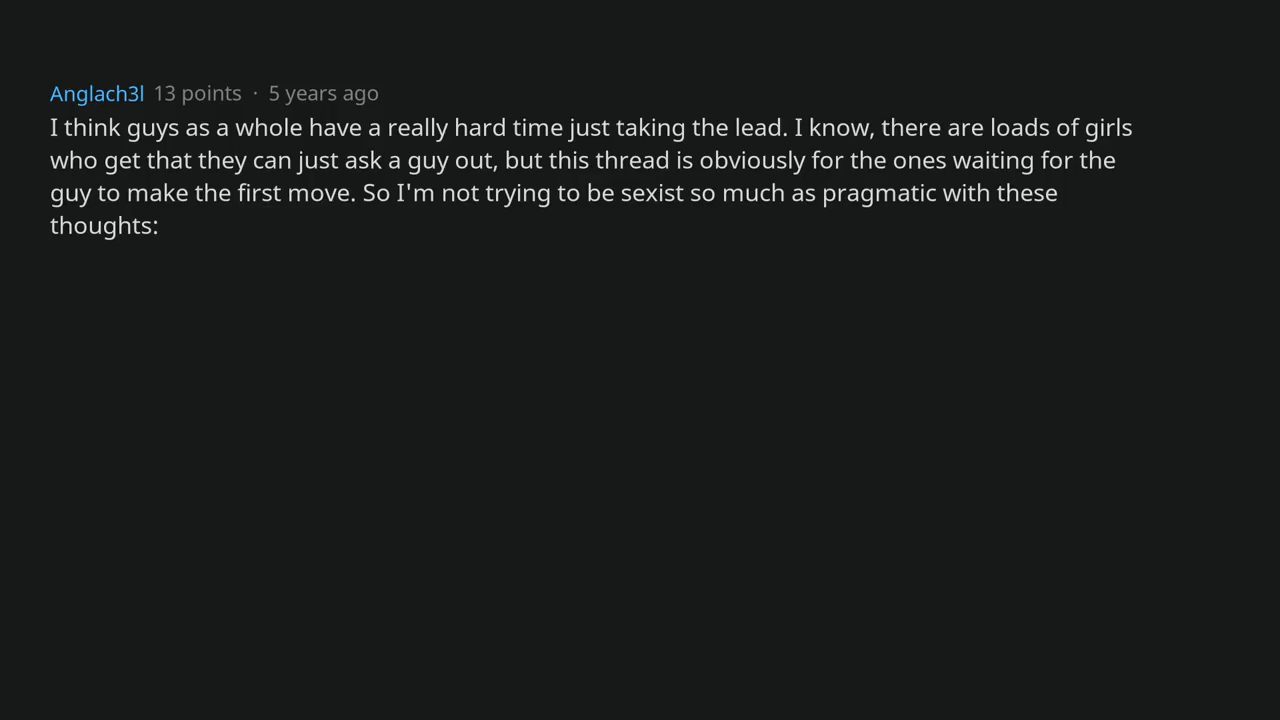 Anglach3l 13 points · 5 years ago
I think guys as a whole have a really hard time just taking the lead. I know, there are loads of girls
who get that they can just ask a guy out, but this thread is obviously for the ones waiting for the
guy to make the first move. So I'm not trying to be sexist so much as pragmatic with these
thoughts: